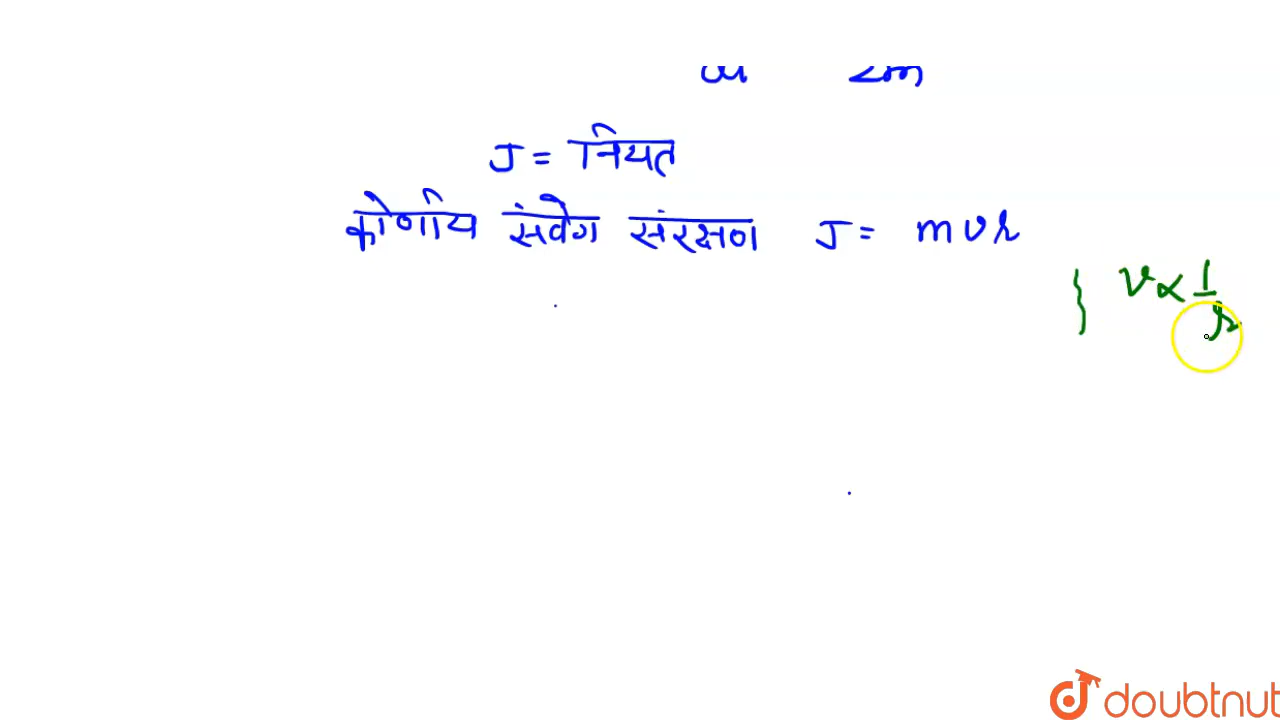 J = नियत
कोणीय संवेग संरक्षण J = mvr
} v ∝ 1/r
doubtnut